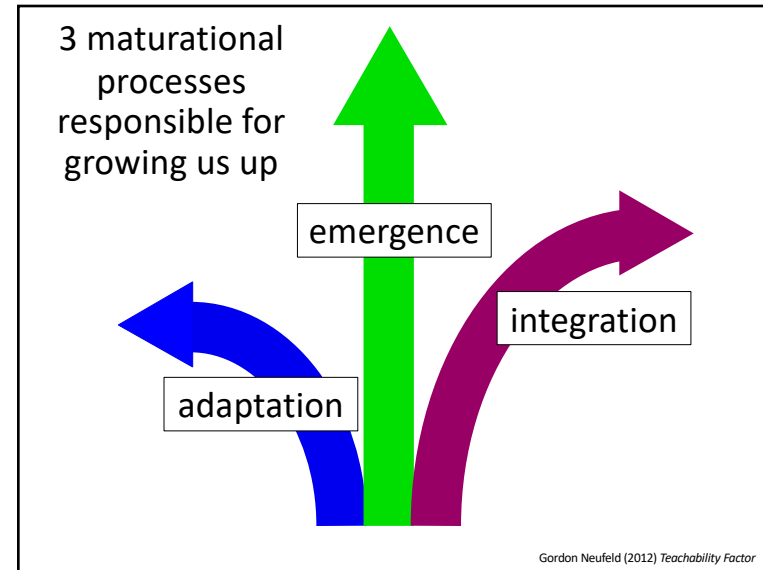 3 maturational
processes
responsible for
growing us up
emergence
integration
adaptation
Gordon Neufeld (2012) Teachability Factor